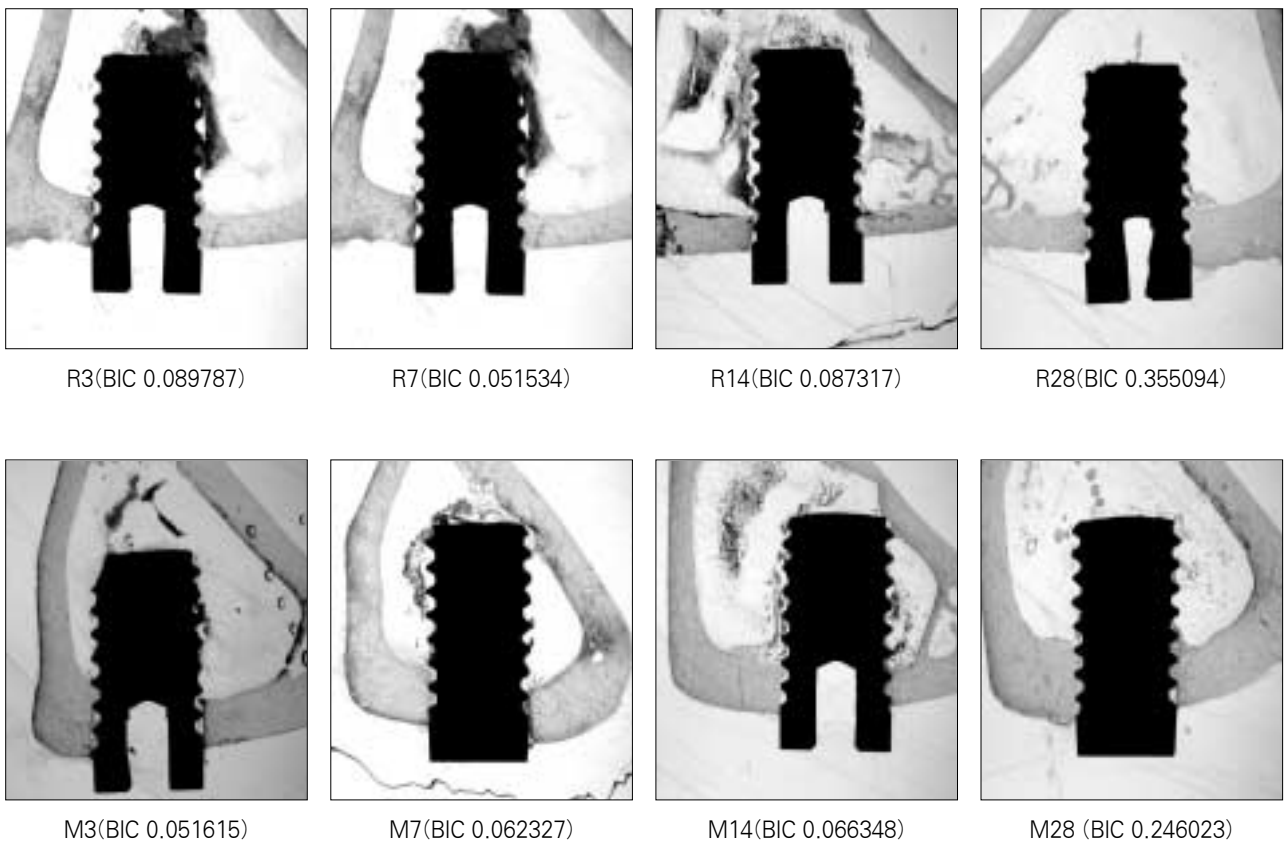 R3(BIC 0.089787)
R7(BIC 0.051534)
R14(BIC 0.087317)
R28(BIC 0.355094)
M3(BIC 0.051615)
M7(BIC 0.062327)
M14(BIC 0.066348)
M28 (BIC 0.246023)